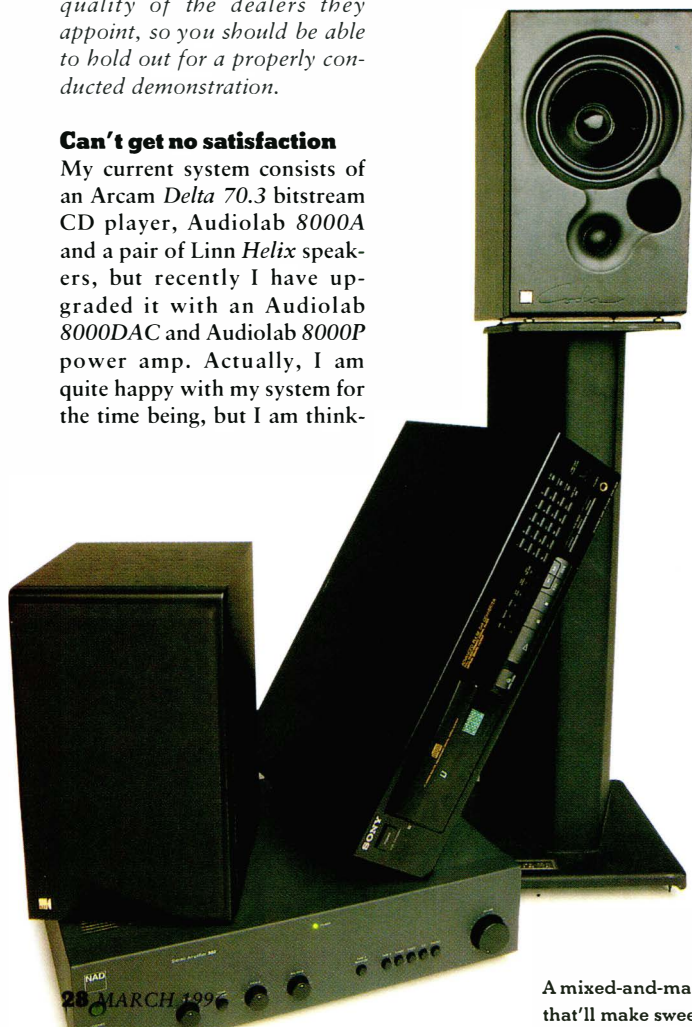 quality of the dealers they
appoint, so you should be able
to hold out for a properly con-
ducted demonstration.
Can't get no satisfaction
My current system consists of
an Arcam Delta 70.3 bitstream
CD player, Audiolab 8000A
and a pair of Linn Helix speak-
ers, but recently I have up-
graded it with an Audiolab
8000DAC and Audiolab 8000P
power amp. Actually, I am
quite happy with my system for
the time being, but I am think-
Coda
SONY
NAD
28 MARCH 199
A mixed-and-ma
that'll make swee